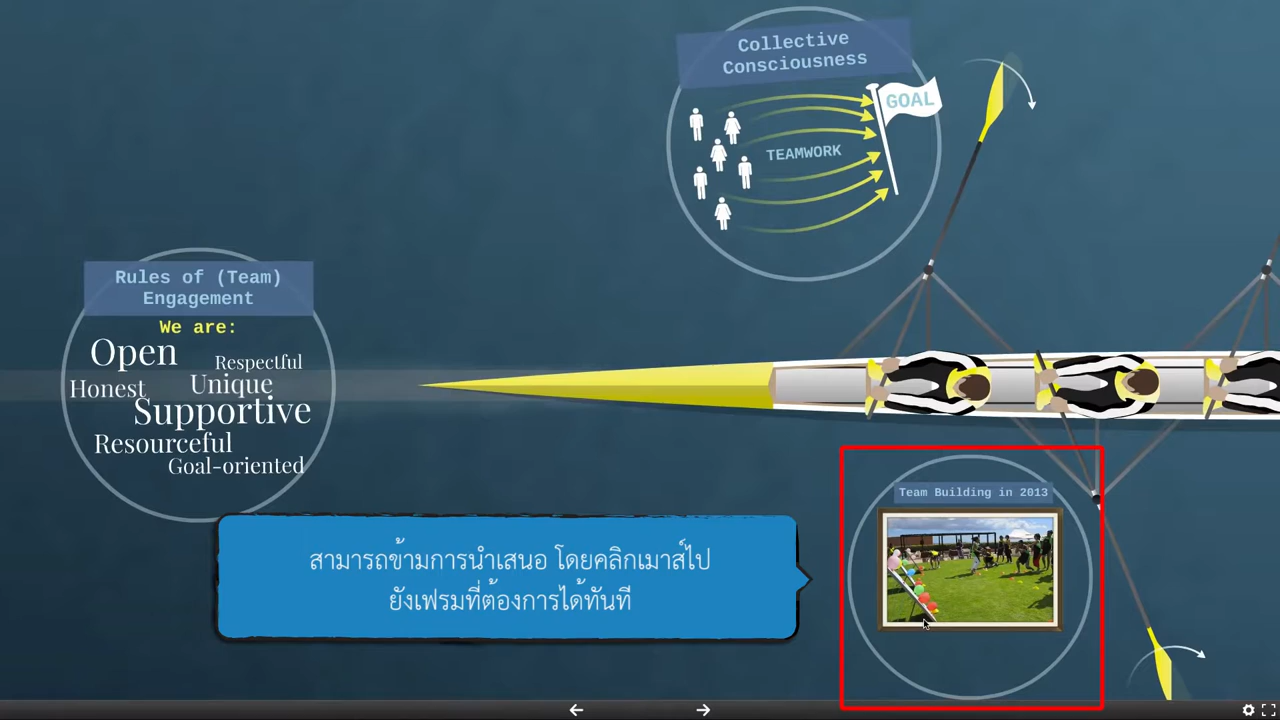 Collective
Consciousness
GOAL
TEAMWORK
Rules of (Team)
Engagement
We are:
Open
Respectful
Honest
Unique
Supportive
Resourceful
Goal-oriented
Team Building in 2013
สามารถข้ามการนำเสนอ โดยคลิกเมาส์ไป
ยังเฟรมที่ต้องการได้ทันที